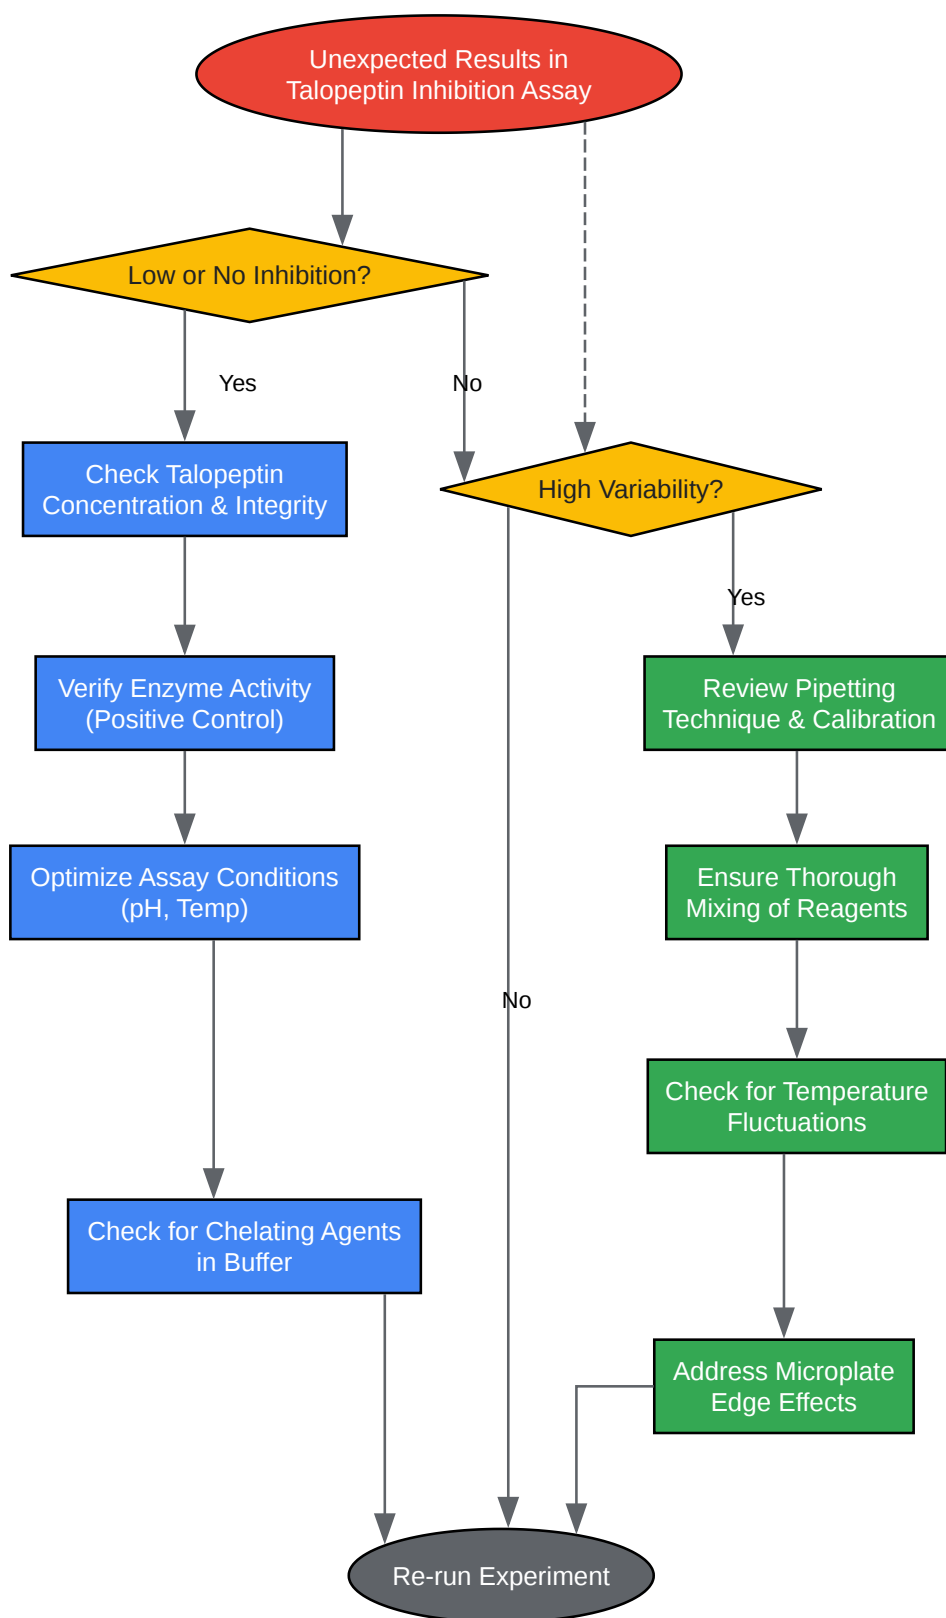 Unexpected Results in
Talopeptin Inhibition Assay
Low or No Inhibition?
Yes
No
Check Talopeptin
Concentration & Integrity
High Variability?
Yes
Verify Enzyme Activity
(Positive Control)
Review Pipetting
Technique & Calibration
Optimize Assay Conditions
(pH, Temp)
Ensure Thorough
Mixing of Reagents
No
Check for Temperature
Fluctuations
Check for Chelating Agents
in Buffer
Address Microplate
Edge Effects
Re-run Experiment